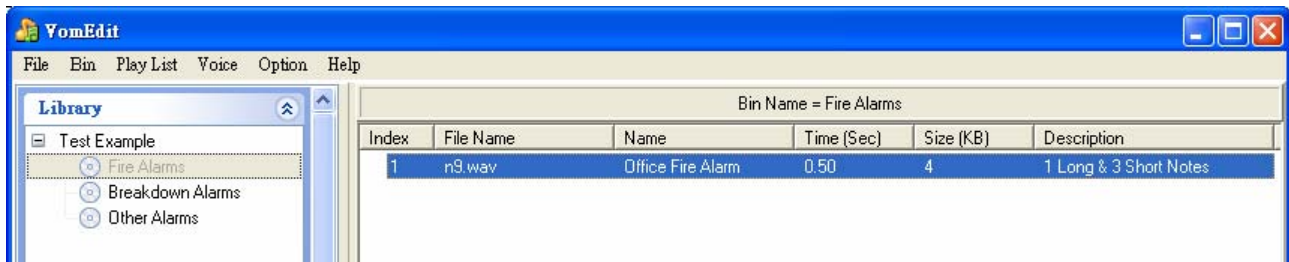 VomEdit
File Bin Play List Voice Option Help
Library
Test Example
Fire Alarms
Breakdown Alarms
Other Alarms
Bin Name = Fire Alarms
Index File Name Name Time (Sec) Size (KB) Description
1 n9.wav Office Fire Alarm 0.50 4 1 Long & 3 Short Notes